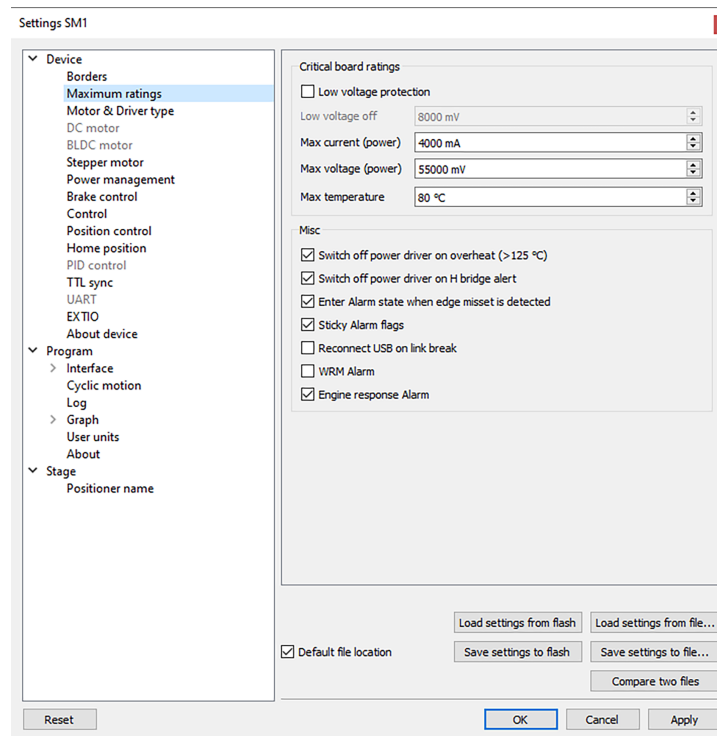 Settings SM1
Device
Borders
Maximum ratings
Motor & Driver type
DC motor
BLDC motor
Stepper motor
Power management
Brake control
Control
Position control
Home position
PID control
TTL sync
UART
EXTIO
About device
Program
Interface
Cyclic motion
Log
Graph
User units
About
Stage
Positioner name
Critical board ratings
Low voltage protection
Low voltage off 8000 mV
Max current (power) 4000 mA
Max voltage (power) 55000 mV
Max temperature 80 °C
Misc
Switch off power driver on overheat (>125 °C)
Switch off power driver on H bridge alert
Enter Alarm state when edge misset is detected
Sticky Alarm flags
Reconnect USB on link break
WRM Alarm
Engine response Alarm
Load settings from flash Load settings from file...
Default file location Save settings to flash Save settings to file...
Compare two files
Reset OK Cancel Apply